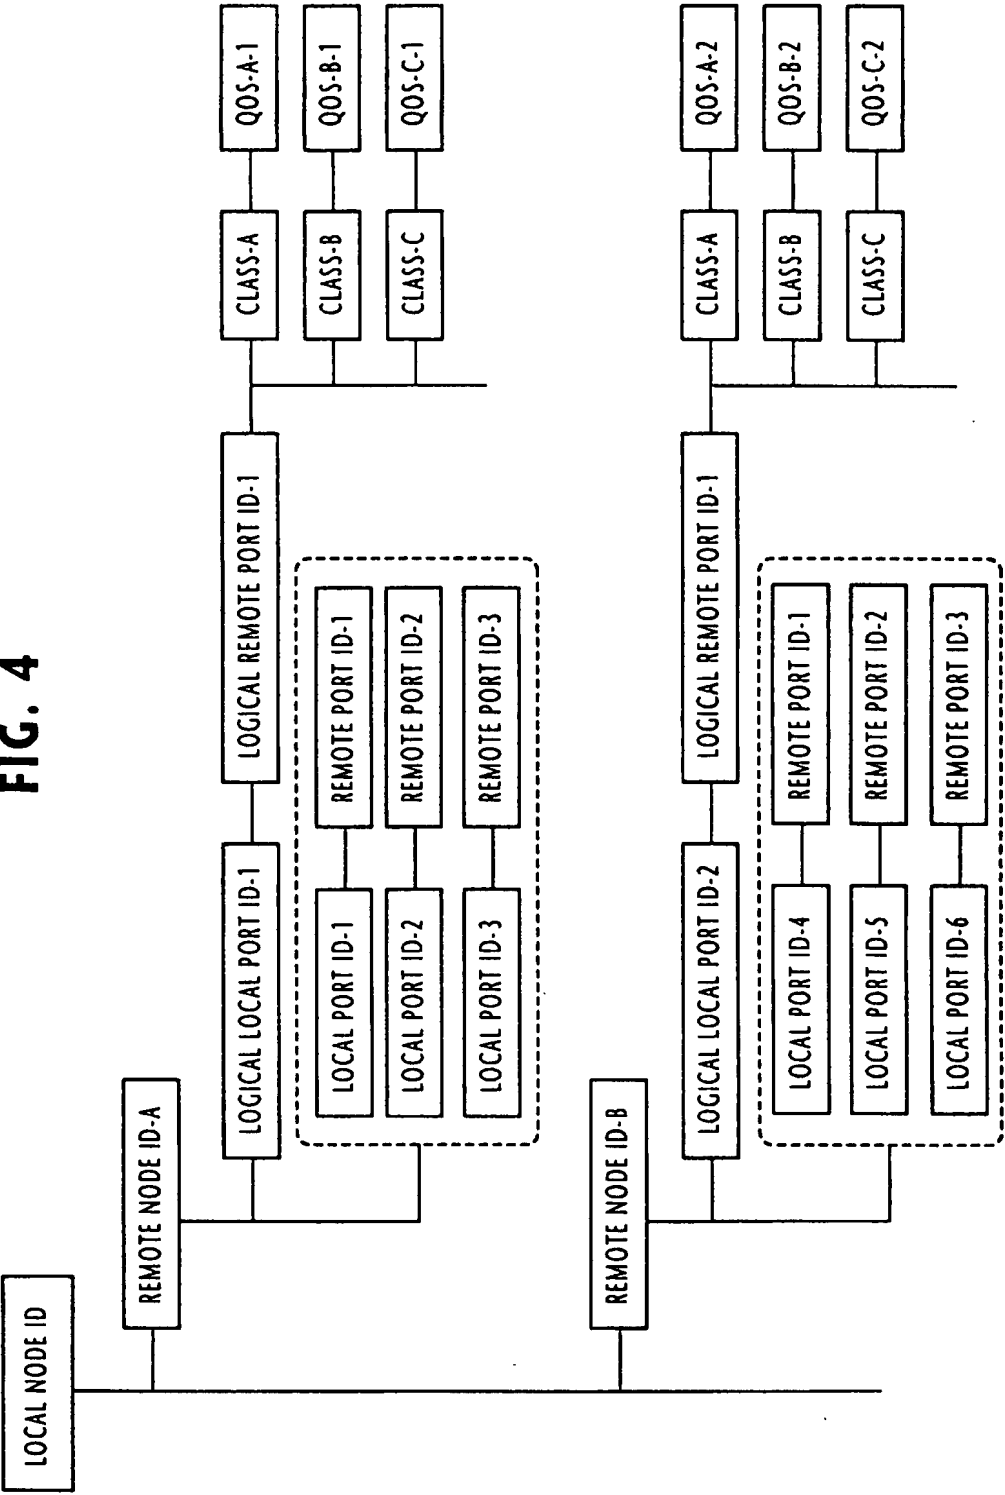 FIG. 4
LOCAL NODE ID
REMOTE NODE ID-A
LOGICAL LOCAL PORT ID-1
LOGICAL REMOTE PORT ID-1
CLASS-A
QOS-A-1
CLASS-B
QOS-B-1
CLASS-C
QOS-C-1
LOCAL PORT ID-1
REMOTE PORT ID-1
LOCAL PORT ID-2
REMOTE PORT ID-2
LOCAL PORT ID-3
REMOTE PORT ID-3
REMOTE NODE ID-B
LOGICAL LOCAL PORT ID-2
LOGICAL REMOTE PORT ID-1
CLASS-A
QOS-A-2
CLASS-B
QOS-B-2
CLASS-C
QOS-C-2
LOCAL PORT ID-4
REMOTE PORT ID-1
LOCAL PORT ID-5
REMOTE PORT ID-2
LOCAL PORT ID-6
REMOTE PORT ID-3